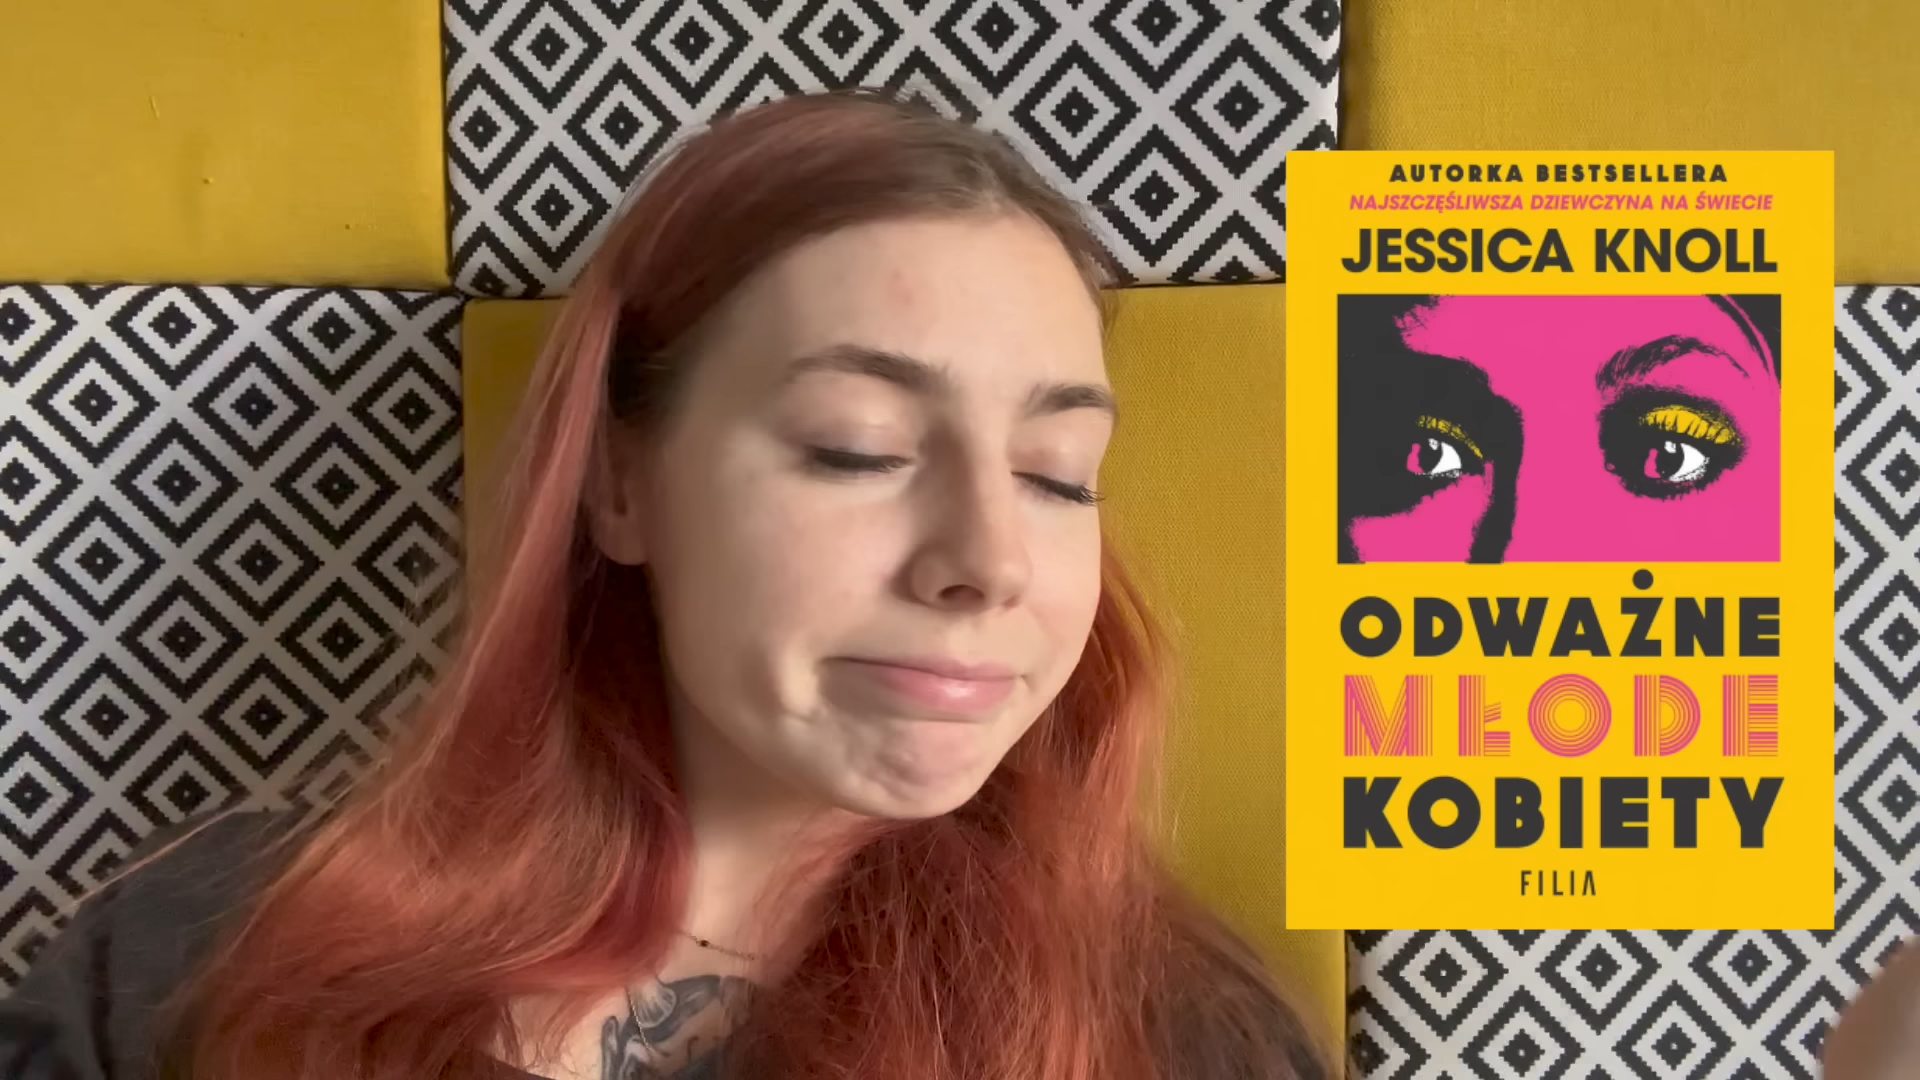 AUTORKA BESTSELLERA
NAJSZCZĘŚLIWSZA DZIEWCZYNA NA ŚWIECIE
JESSICA KNOLL
ODWAŻNE
MŁODE
KOBIETY
FILIA